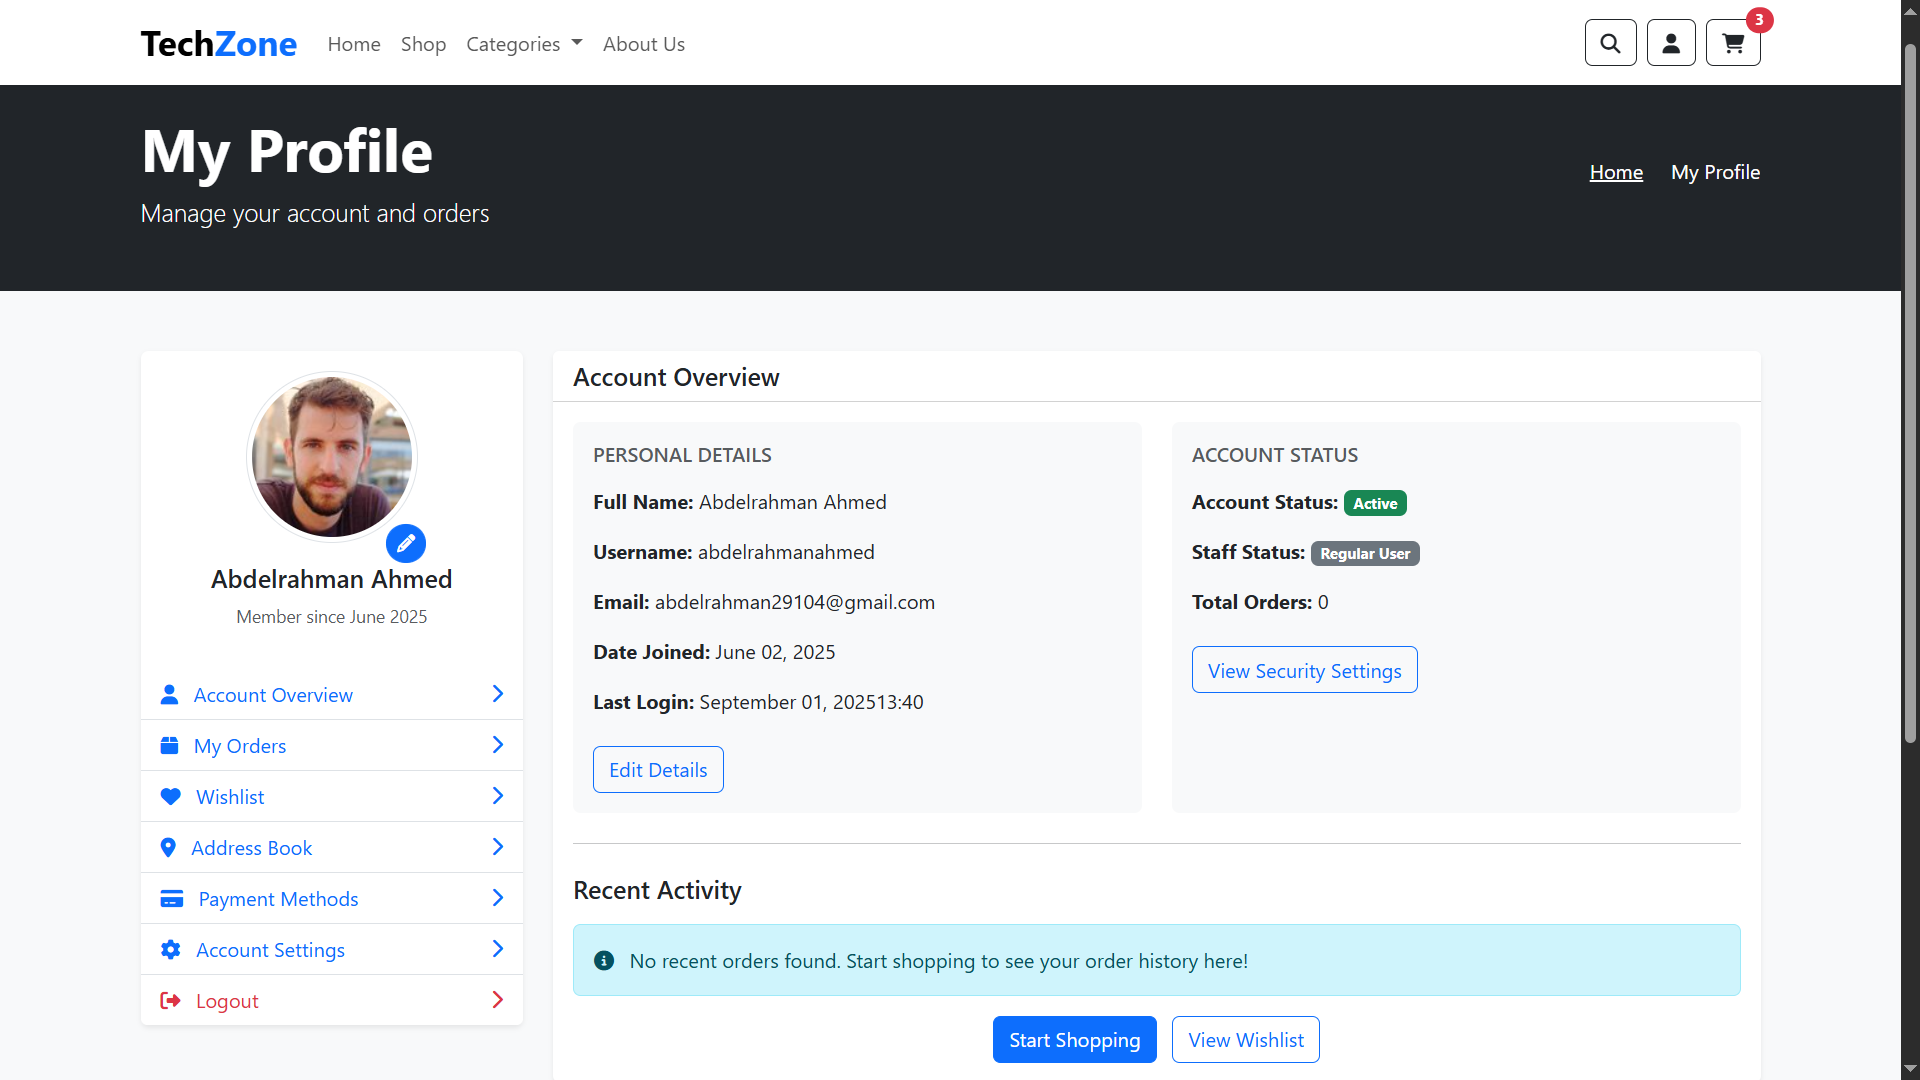 TechZone Home Shop Categories About Us 3
My Profile
Manage your account and orders
Home My Profile
Abdelrahman Ahmed
Member since June 2025
Account Overview
My Orders
Wishlist
Address Book
Payment Methods
Account Settings
Logout
Account Overview
PERSONAL DETAILS
Full Name: Abdelrahman Ahmed
Username: abdelrahmanahmed
Email: abdelrahman29104@gmail.com
Date Joined: June 02, 2025
Last Login: September 01, 202513:40
Edit Details
ACCOUNT STATUS
Account Status: Active
Staff Status: Regular User
Total Orders: 0
View Security Settings
Recent Activity
No recent orders found. Start shopping to see your order history here!
Start Shopping View Wishlist